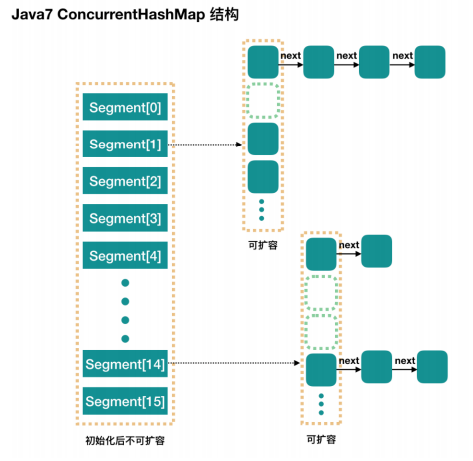 Java7 ConcurrentHashMap 结构
next
next
next
Segment[0]
Segment[1]
Segment[2]
Segment[3]
Segment[4]
可扩容
next
Segment[14]
next
next
Segment[15]
初始化后不可扩容
可扩容